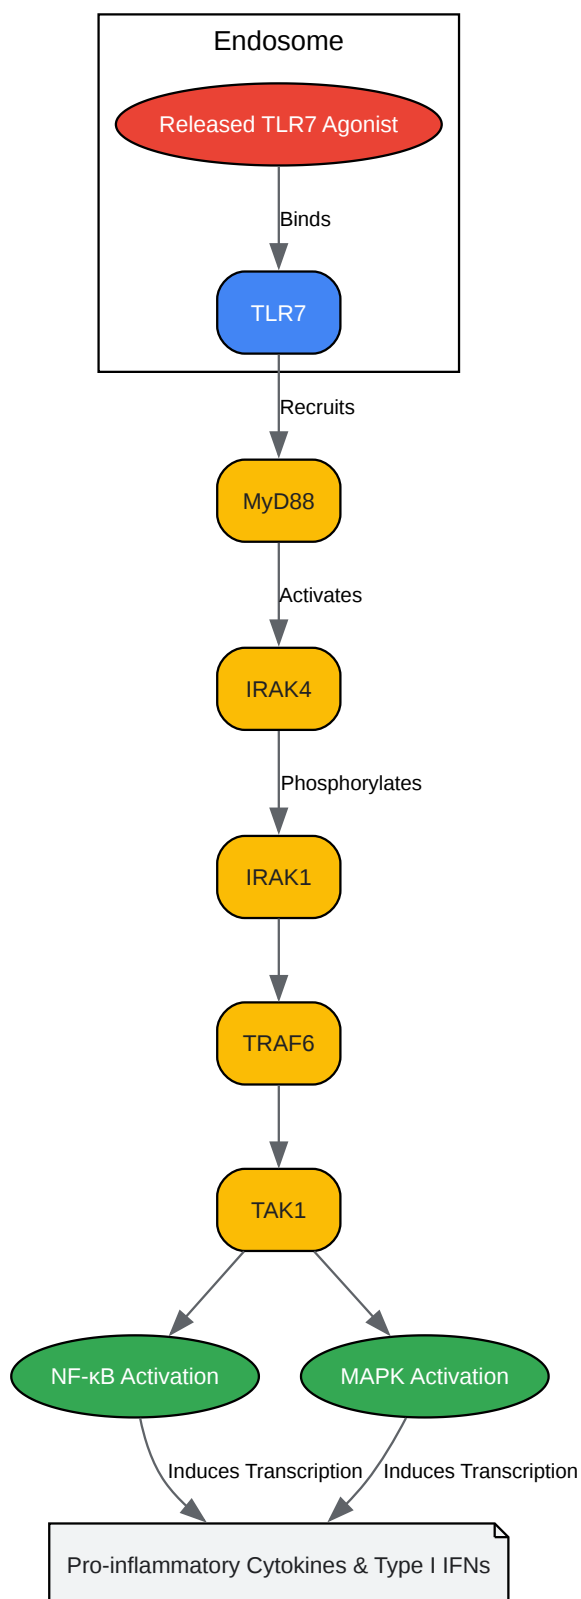 Endosome
Released TLR7 Agonist
Binds
TLR7
Recruits
MyD88
Activates
IRAK4
Phosphorylates
IRAK1
TRAF6
TAK1
NF-κB Activation
MAPK Activation
Induces Transcription
Induces Transcription
Pro-inflammatory Cytokines & Type I IFNs